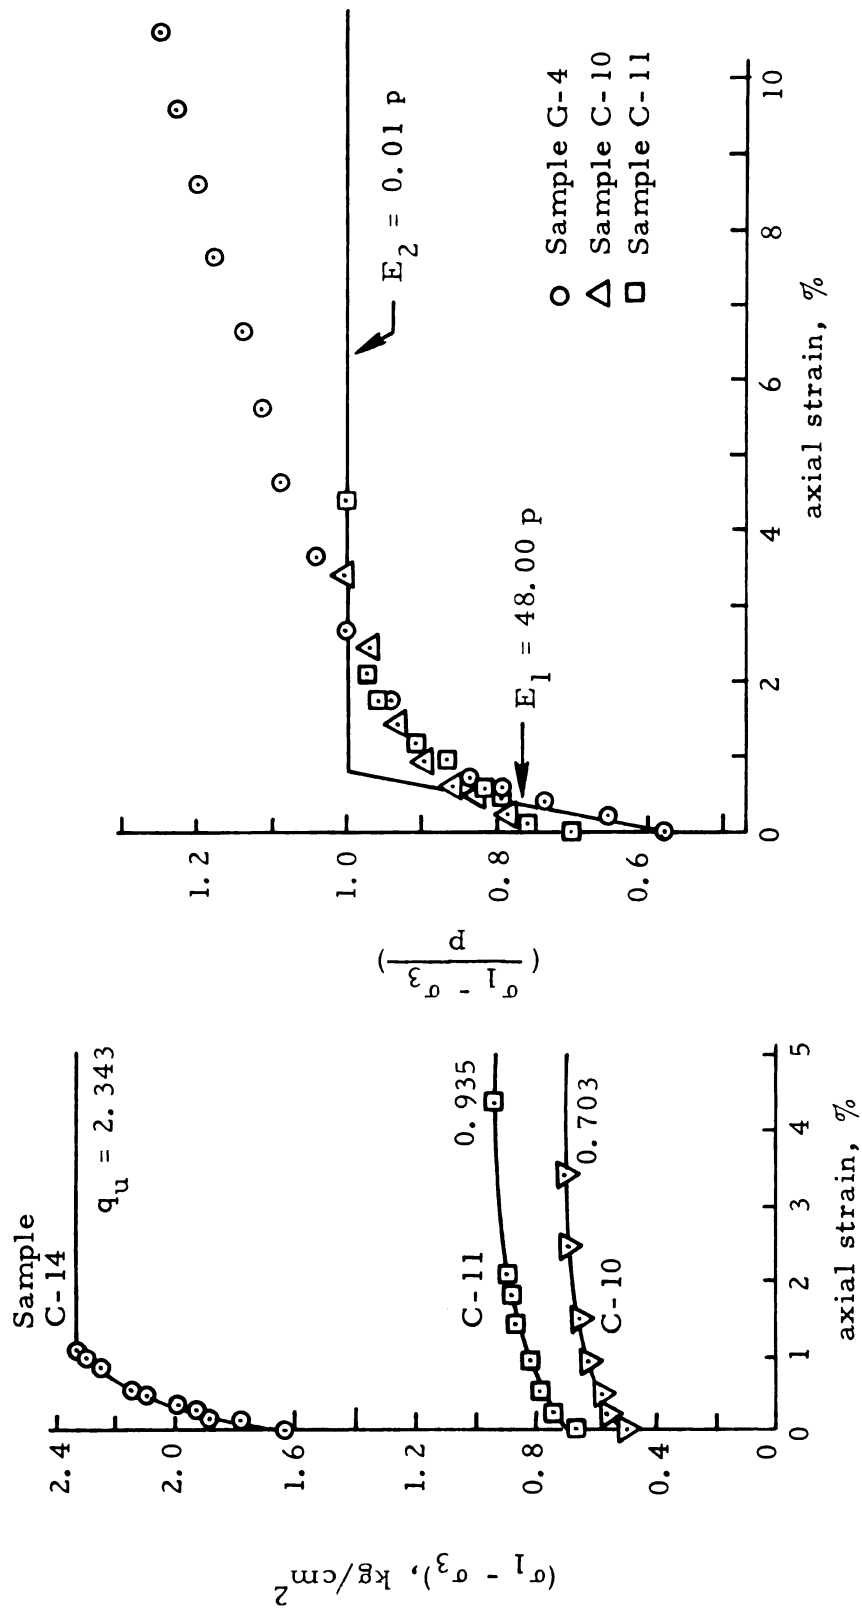 2.4
2.0
1.6
1.2
0.8
0.4
0
(σ1 - σ3), kg/cm2
0 1 2 3 4 5
axial strain, %
Sample
C-14
qu = 2.343
C-11
0.935
C-10
0.703
1.2
1.0
0.8
0.6
(σ1 - σ3 / p)
0 2 4 6 8 10
axial strain, %
E1 = 48.00 p
E2 = 0.01 p
Sample G-4
Sample C-10
Sample C-11